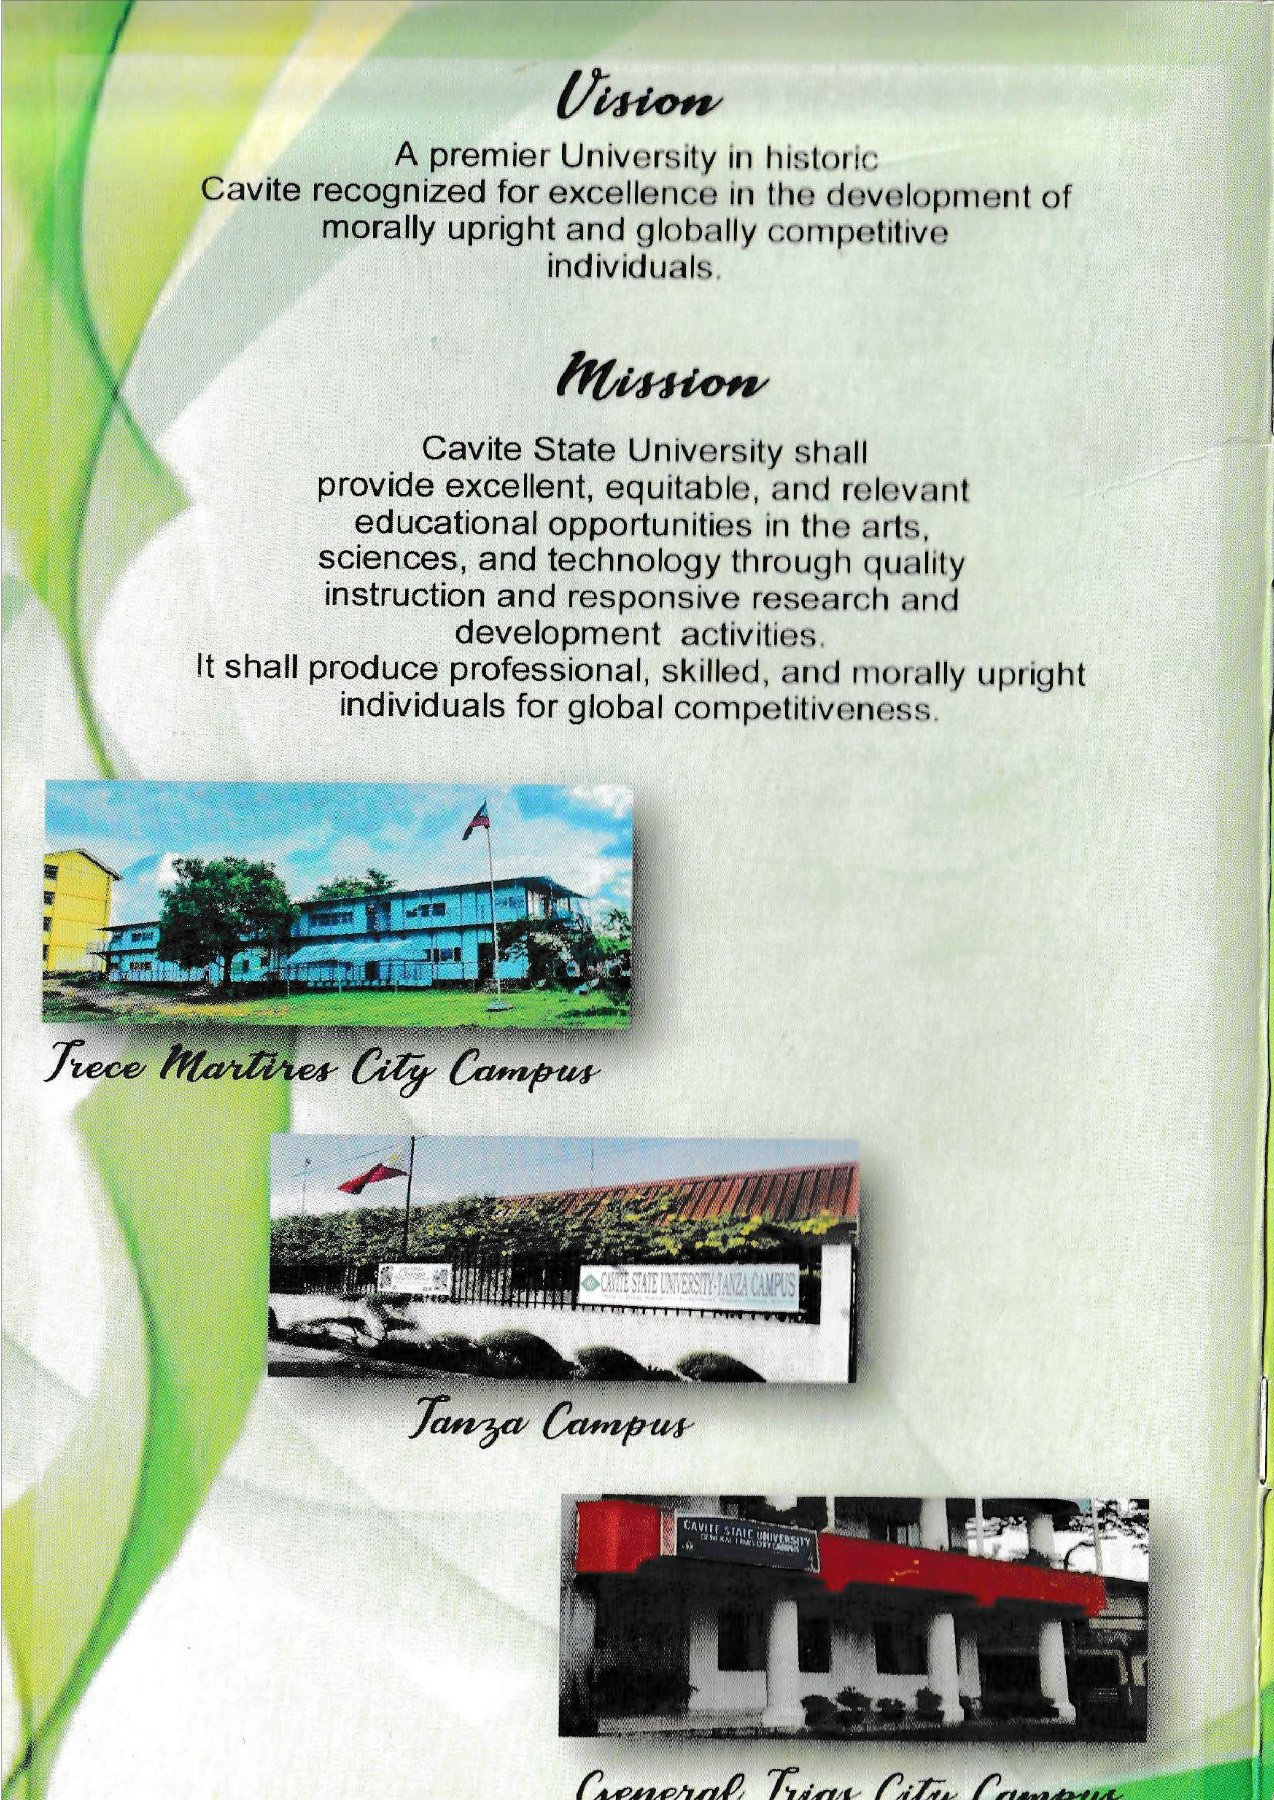 Vision
A premier University in historic
Cavite recognized for excellence in the development of
morally upright and globally competitive
individuals.
Mission
Cavite State University shall
provide excellent, equitable, and relevant
educational opportunities in the arts,
sciences, and technology through quality
instruction and responsive research and
development activities.
It shall produce professional, skilled, and morally upright
individuals for global competitiveness.
Trece Martires City Campus
CAVITE STATE UNIVERSITY-TANZA CAMPUS
Tanza Campus
CAVITE STATE UNIVERSITY
GENERAL TRIAS CITY CAMPUS
General Trias City Campus